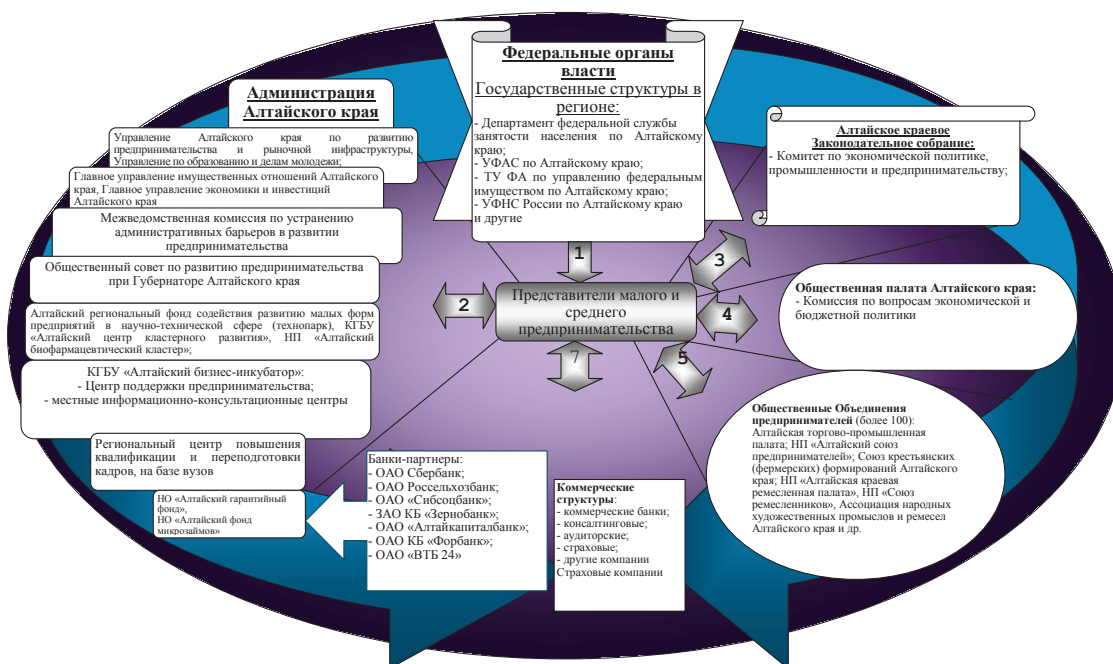 Федеральные органы
власти
Государственные структуры в
регионе:
- Департамент федеральной службы
занятости населения по Алтайскому
краю;
- УФАС по Алтайскому краю;
- ТУ ФА по управлению федеральным
имуществом по Алтайскому краю;
- УФНС России по Алтайскому краю
и другие
Администрация
Алтайского края
Управление Алтайского края по развитию
предпринимательства и рыночной инфраструктуры,
Управление по образованию и делам молодежи;
Главное управление имущественных отношений Алтайского
края, Главное управление экономики и инвестиций
Алтайского края
Межведомственная комиссия по устранению
административных барьеров в развитии
предпринимательства
Общественный совет по развитию предпринимательства
при Губернаторе Алтайского края
Алтайский региональный фонд содействия развитию малых форм
предприятий в научно-технической сфере (технопарк), КГБУ
«Алтайский центр кластерного развития», НП «Алтайский
биофармацевтический кластер»;
КГБУ «Алтайский бизнес-инкубатор»:
- Центр поддержки предпринимательства;
- местные информационно-консультационные центры
Региональный центр повышения
квалификации и переподготовки
кадров, на базе вузов
НО «Алтайский гарантийный
фонд»,
НО «Алтайский фонд
микрозаймов»
Банки-партнеры:
- ОАО Сбербанк;
- ОАО Россельхозбанк;
- ОАО «Сибсоцбанк»;
- ЗАО КБ «Зернобанк»;
- ОАО «Алтайкапиталбанк»;
- ОАО КБ «Форбанк»;
- ОАО «ВТБ 24»
1
2
3
4
5
7
Представители малого и
среднего
предпринимательства
Алтайское краевое
Законодательное собрание:
- Комитет по экономической политике,
промышленности и предпринимательству;
Общественная палата Алтайского края:
- Комиссия по вопросам экономической и
бюджетной политики
Общественные Объединения
предпринимателей (более 100):
Алтайская торгово-промышленная
палата; НП «Алтайский союз
предпринимателей»; Союз крестьянских
(фермерских) формирований Алтайского
края; НП «Алтайская краевая
ремесленная палата», НП «Союз
ремесленников», Ассоциация народных
художественных промыслов и ремесел
Алтайского края и др.
Коммерческие
структуры:
- коммерческие банки;
- консалтинговые;
- аудиторские;
- страховые;
- другие компании
Страховые компании